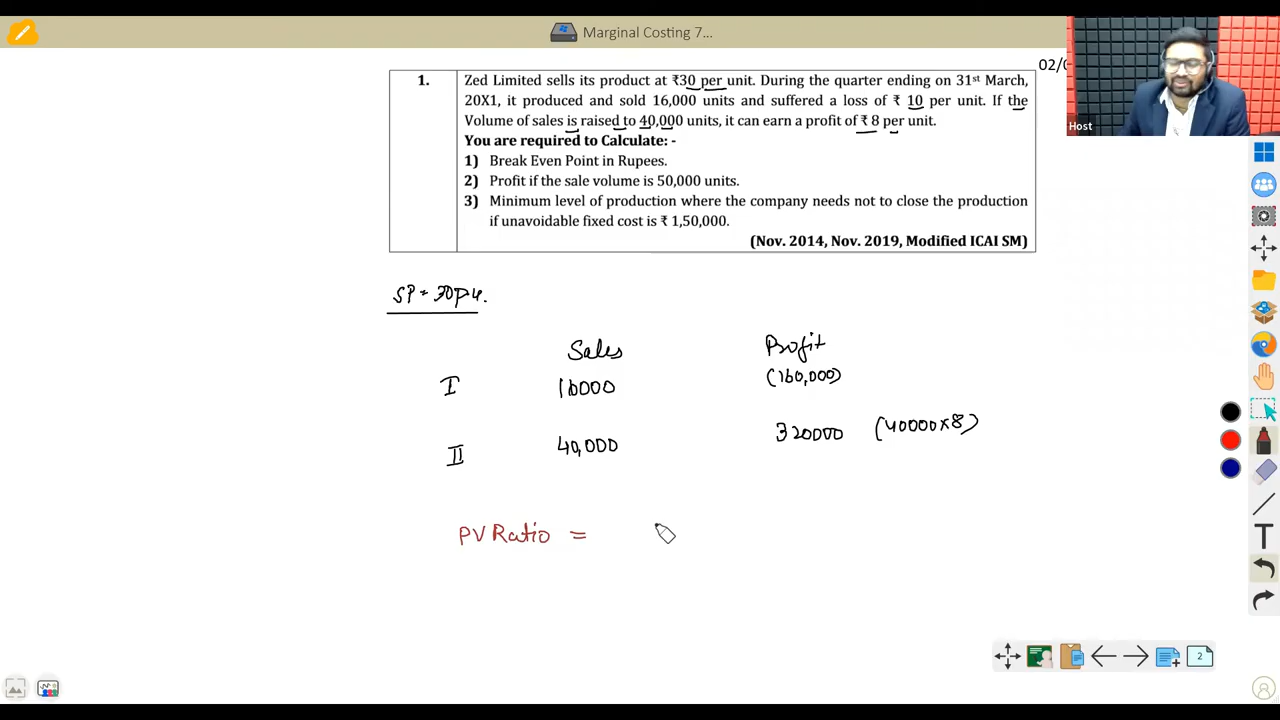 Marginal Costing 7...
02/0
1. Zed Limited sells its product at ₹30 per unit. During the quarter ending on 31st March,
20X1, it produced and sold 16,000 units and suffered a loss of ₹ 10 per unit. If the
Volume of sales is raised to 40,000 units, it can earn a profit of ₹ 8 per unit.
You are required to Calculate: -
1) Break Even Point in Rupees.
2) Profit if the sale volume is 50,000 units.
3) Minimum level of production where the company needs not to close the production
if unavoidable fixed cost is ₹ 1,50,000.
(Nov. 2014, Nov. 2019, Modified ICAI SM)
Host
SP = 30 p.u.
Sales Profit
I 16000 (160,000)
II 40,000 320000 (40000×8)
PV Ratio =
T
2